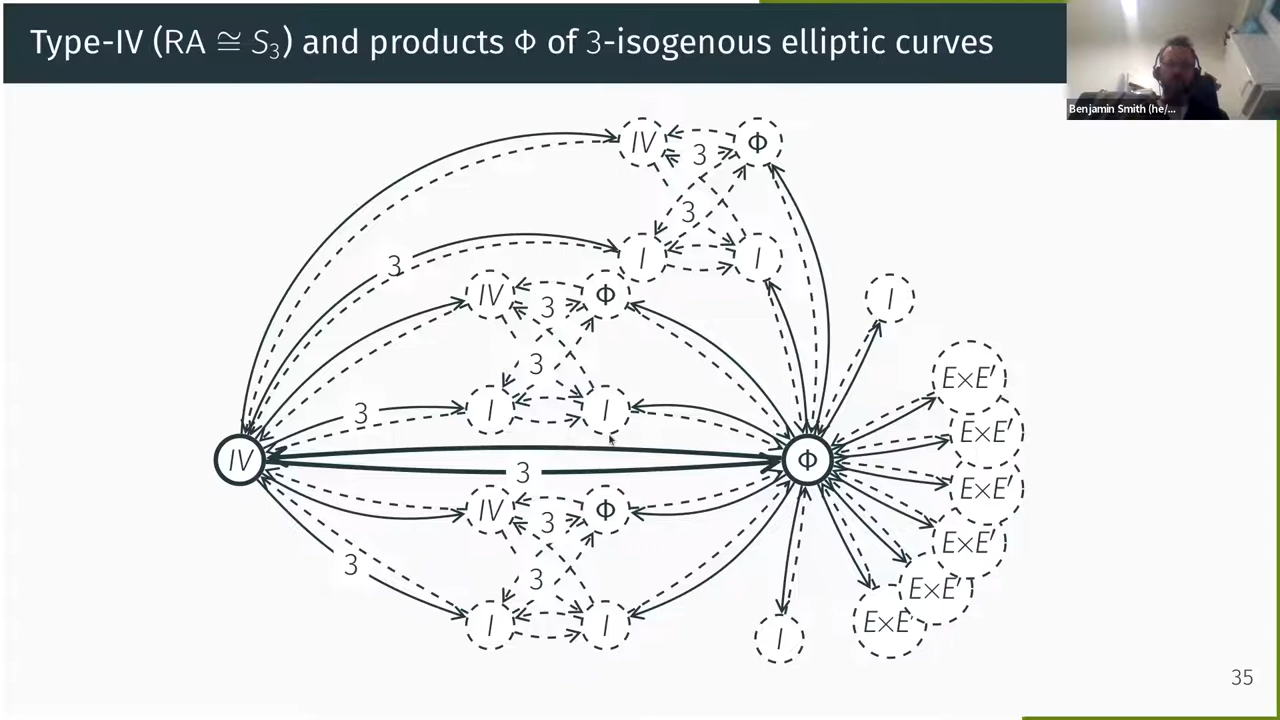 Type-IV (RA ≅ S₃) and products Φ of 3-isogenous elliptic curves
Benjamin Smith (he/...
IV 3 Φ
3
I I
3
IV 3 Φ
I
3
E×E′
3 I I
E×E′
IV Φ
3
E×E′
IV 3 Φ
E×E′
3
3
E×E′
I I
E×E′
I
35